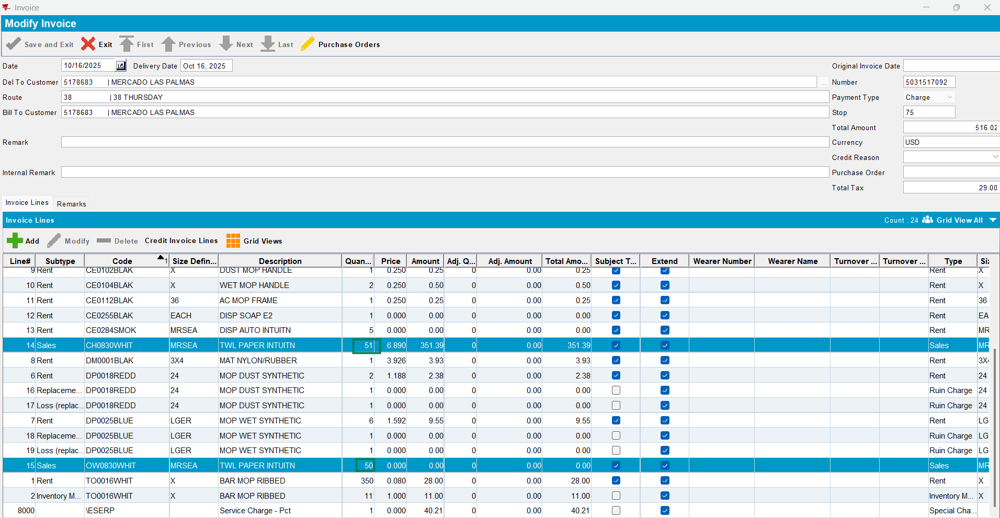 Invoice
Modify Invoice
Save and Exit Exit First Previous Next Last Purchase Orders
Date 10/16/2025 Delivery Date Oct 16, 2025 Original Invoice Date
Del To Customer 5178683 | MERCADO LAS PALMAS ... Number 5031517092
Route 38 | 38 THURSDAY Payment Type Charge
Bill To Customer 5178683 | MERCADO LAS PALMAS Stop 75
Total Amount 516.02
Remark Currency USD
Credit Reason
Internal Remark Purchase Order
Total Tax 29.00
Invoice Lines Remarks
Invoice Lines Count : 24 Grid View All
Add Modify Delete Credit Invoice Lines Grid Views
Line# Subtype Code 1 Size Defin... Description Quan... Price Amount Adj. Q... Adj. Amount Total Amo... Subject T... Extend Wearer Number Wearer Name Turnover ... Turnover ... Type Siz
9 Rent CE0102BLAK X DUST MOP HANDLE 1 0.250 0.25 0 0.00 0.25 Rent X
10 Rent CE0104BLAK X WET MOP HANDLE 2 0.250 0.50 0 0.00 0.50 Rent X
11 Rent CE0112BLAK 36 AC MOP FRAME 1 0.250 0.25 0 0.00 0.25 Rent 36
12 Rent CE0255BLAK EACH DISP SOAP E2 1 0.000 0.00 0 0.00 0.00 Rent EA
13 Rent CE0284SMOK MRSEA DISP AUTO INTUITN 5 0.000 0.00 0 0.00 0.00 Rent MR
14 Sales CH0830WHIT MRSEA TWL PAPER INTUITN 51 6.890 351.39 0 0.00 351.39 Sales MR
8 Rent DM0001BLAK 3X4 MAT NYLON/RUBBER 1 3.926 3.93 0 0.00 3.93 Rent 3X4
6 Rent DP0018REDD 24 MOP DUST SYNTHETIC 2 1.188 2.38 0 0.00 2.38 Rent 24
16 Replaceme... DP0018REDD 24 MOP DUST SYNTHETIC 1 0.000 0.00 0 0.00 0.00 Ruin Charge 24
17 Loss (replac... DP0018REDD 24 MOP DUST SYNTHETIC 1 0.000 0.00 0 0.00 0.00 Ruin Charge 24
7 Rent DP0025BLUE LGER MOP WET SYNTHETIC 6 1.592 9.55 0 0.00 9.55 Rent LG
18 Replaceme... DP0025BLUE LGER MOP WET SYNTHETIC 1 0.000 0.00 0 0.00 0.00 Ruin Charge LG
19 Loss (replac... DP0025BLUE LGER MOP WET SYNTHETIC 1 0.000 0.00 0 0.00 0.00 Ruin Charge LG
15 Sales OW0830WHIT MRSEA TWL PAPER INTUITN 50 0.000 0.00 0 0.00 0.00 Sales MR
1 Rent TO0016WHIT X BAR MOP RIBBED 350 0.080 28.00 0 0.00 28.00 Rent X
2 Inventory M... TO0016WHIT X BAR MOP RIBBED 11 1.000 11.00 0 0.00 11.00 Inventory M... X
8000 \ESERP Service Charge - Pct 1 0.000 40.21 0 0.00 40.21 Special Cha...